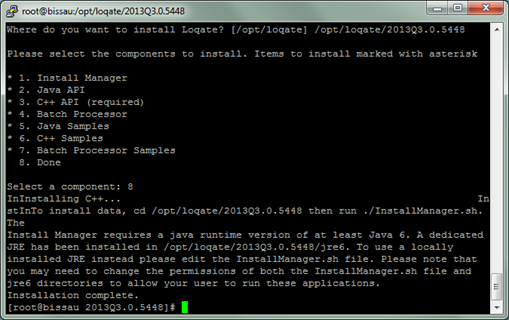 root@bissau:/opt/loqate/2013Q3.0.5448
Where do you want to install Loqate? [/opt/loqate] /opt/loqate/2013Q3.0.5448
Please select the components to install. Items to install marked with asterisk
* 1. Install Manager
* 2. Java API
* 3. C++ API (required)
* 4. Batch Processor
* 5. Java Samples
* 6. C++ Samples
* 7. Batch Processor Samples
8. Done
Select a component: 8
InInstalling C++... In
stInTo install data, cd /opt/loqate/2013Q3.0.5448 then run ./InstallManager.sh.
The
Install Manager requires a java runtime version of at least Java 6. A dedicated
JRE has been installed in /opt/loqate/2013Q3.0.5448/jre6. To use a locally
installed JRE instead please edit the InstallManager.sh file. Please note that
you may need to change the permissions of both the InstallManager.sh file and
jre6 directories to allow your user to run these applications.
Installation complete.
[root@bissau 2013Q3.0.5448]#